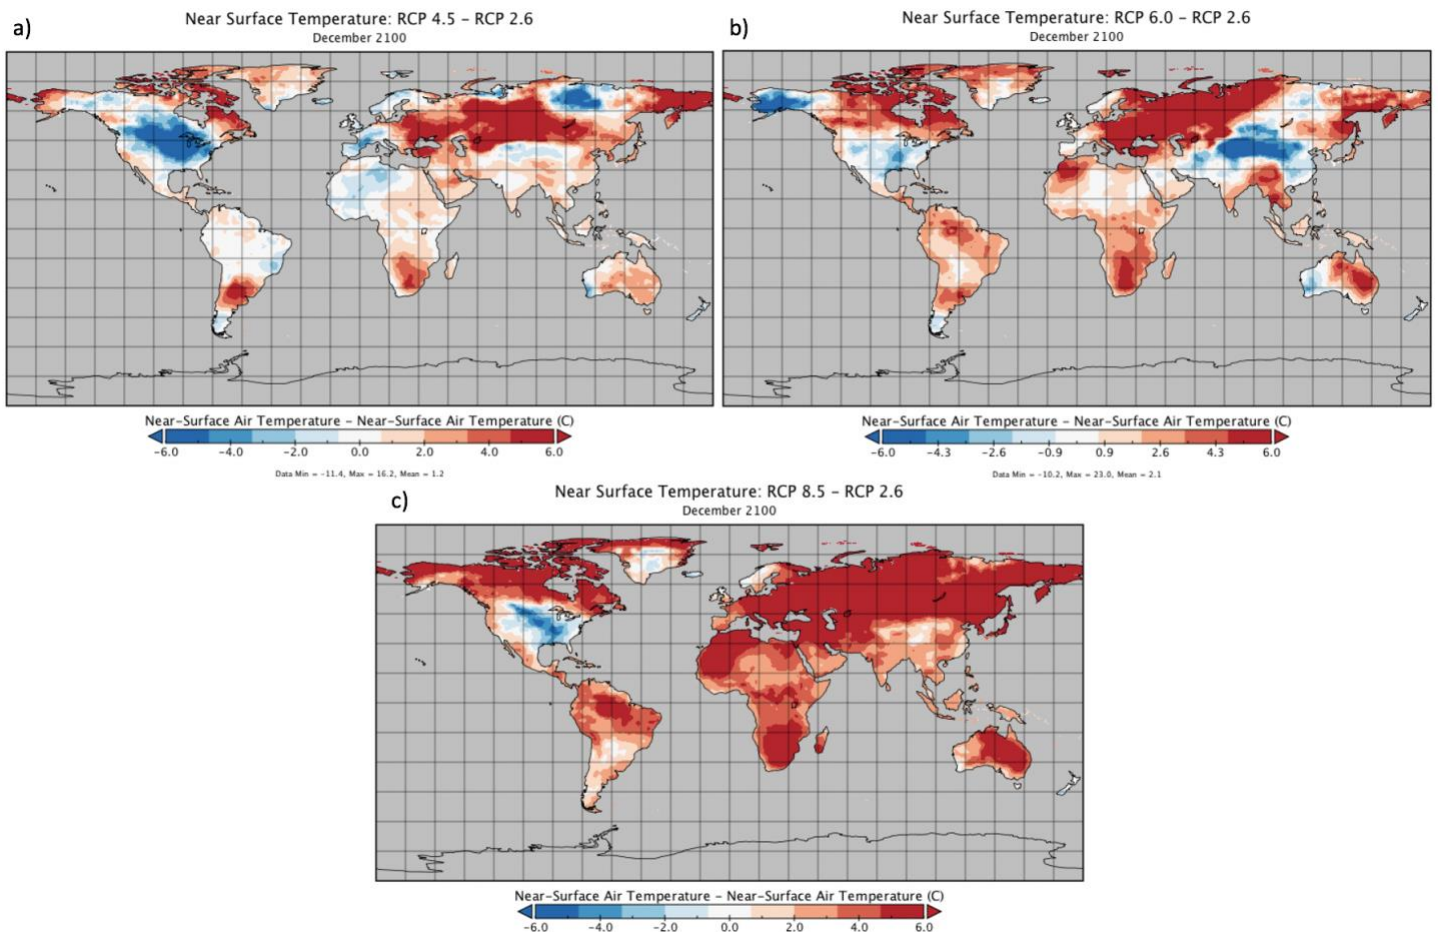 a)
Near Surface Temperature: RCP 4.5 – RCP 2.6
December 2100
Near-Surface Air Temperature – Near-Surface Air Temperature (C)
-6.0 -4.0 -2.0 0.0 2.0 4.0 6.0
Data Min = -11.4, Max = 16.2, Mean = 1.2
b)
Near Surface Temperature: RCP 6.0 – RCP 2.6
December 2100
Near-Surface Air Temperature – Near-Surface Air Temperature (C)
-6.0 -4.3 -2.6 -0.9 0.9 2.6 4.3 6.0
Data Min = -10.2, Max = 23.0, Mean = 2.1
c)
Near Surface Temperature: RCP 8.5 – RCP 2.6
December 2100
Near-Surface Air Temperature – Near-Surface Air Temperature (C)
-6.0 -4.0 -2.0 0.0 2.0 4.0 6.0